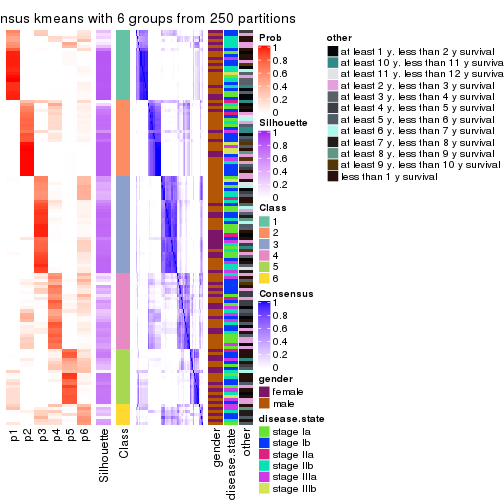 nsus kmeans with 6 groups from 250 partitions
Prob
1
0.8
0.6
0.4
0.2
0
Silhouette
1
0.8
0.6
0.4
0.2
0
Class
1
2
3
4
5
6
Consensus
1
0.8
0.6
0.4
0.2
0
gender
female
male
disease.state
stage Ia
stage Ib
stage IIa
stage IIb
stage IIIa
stage IIIb
other
at least 1 y. less than 2 y survival
at least 10. less than 11 y survival
at least 11. less than 12 y surviva
at least 2 y. less than 3 y survival
at least 3 y. less than 4 y survival
at least 4 y. less than 5 y survival
at least 5 y. less than 6 y survival
at least 6 y. less than 7 y survival
at least 7 y. less than 8 y survival
at least 8 y. less than 9 y survival
at least 9 y. less than 10 y survival
less than 1 y survival
p1
p2
p3
p4
p5
p6
Silhouette
Class
gender
disease.state
other